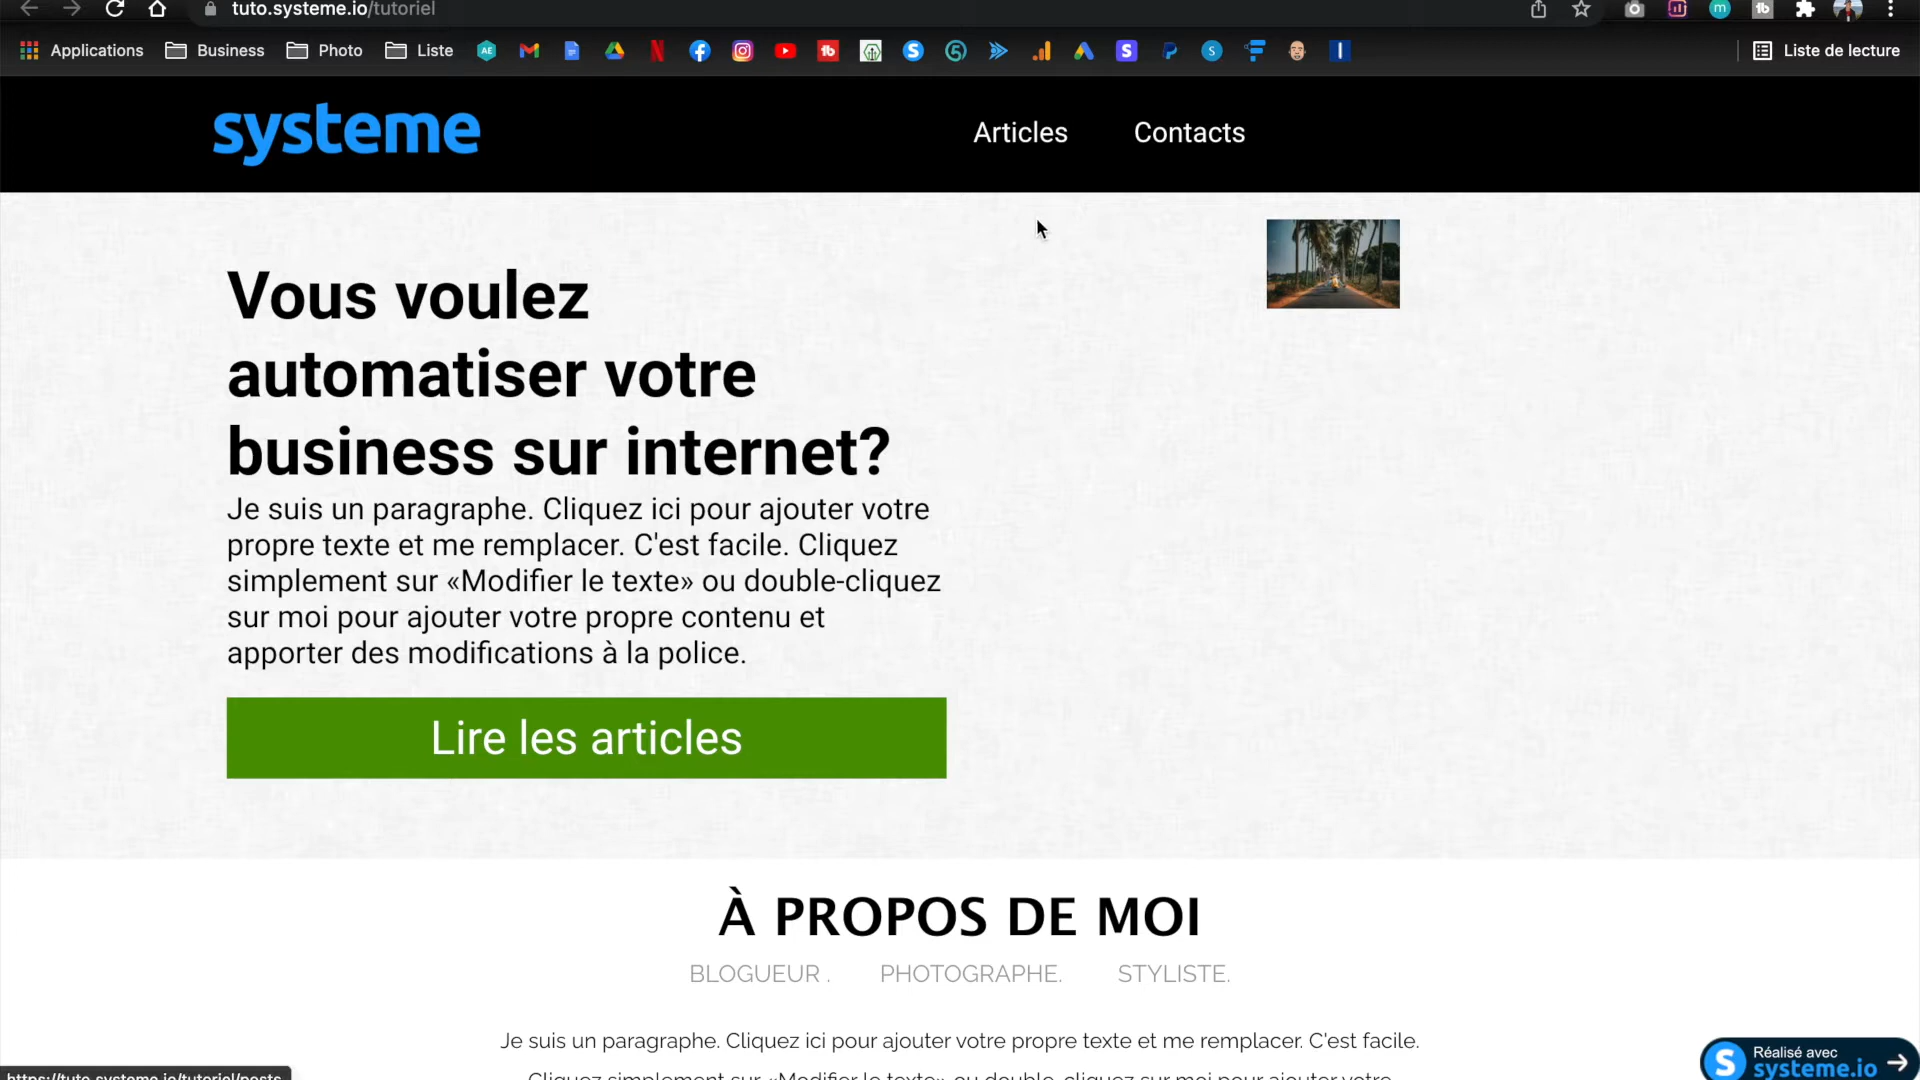 tuto.systeme.io/tutoriel
Applications Business Photo Liste Liste de lecture
systeme
Articles Contacts
Vous voulez
automatiser votre
business sur internet?
Je suis un paragraphe. Cliquez ici pour ajouter votre
propre texte et me remplacer. C'est facile. Cliquez
simplement sur «Modifier le texte» ou double-cliquez
sur moi pour ajouter votre propre contenu et
apporter des modifications à la police.
Lire les articles
À PROPOS DE MOI
BLOGUEUR . PHOTOGRAPHE. STYLISTE.
Je suis un paragraphe. Cliquez ici pour ajouter votre propre texte et me remplacer. C'est facile.
Cliquez simplement sur «Modifier le texte» ou double-cliquez sur moi pour ajouter votre
Réalisé avec
systeme.io
https://tuto.systeme.io/tutoriel/posts